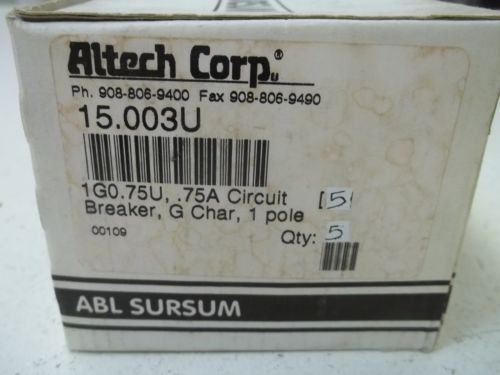 Altech Corp.®
Ph. 908-806-9400 Fax 908-806-9490
15.003U
1G0.75U, .75A Circuit [5]
Breaker, G Char, 1 pole
00109 Qty: 5
ABL SURSUM